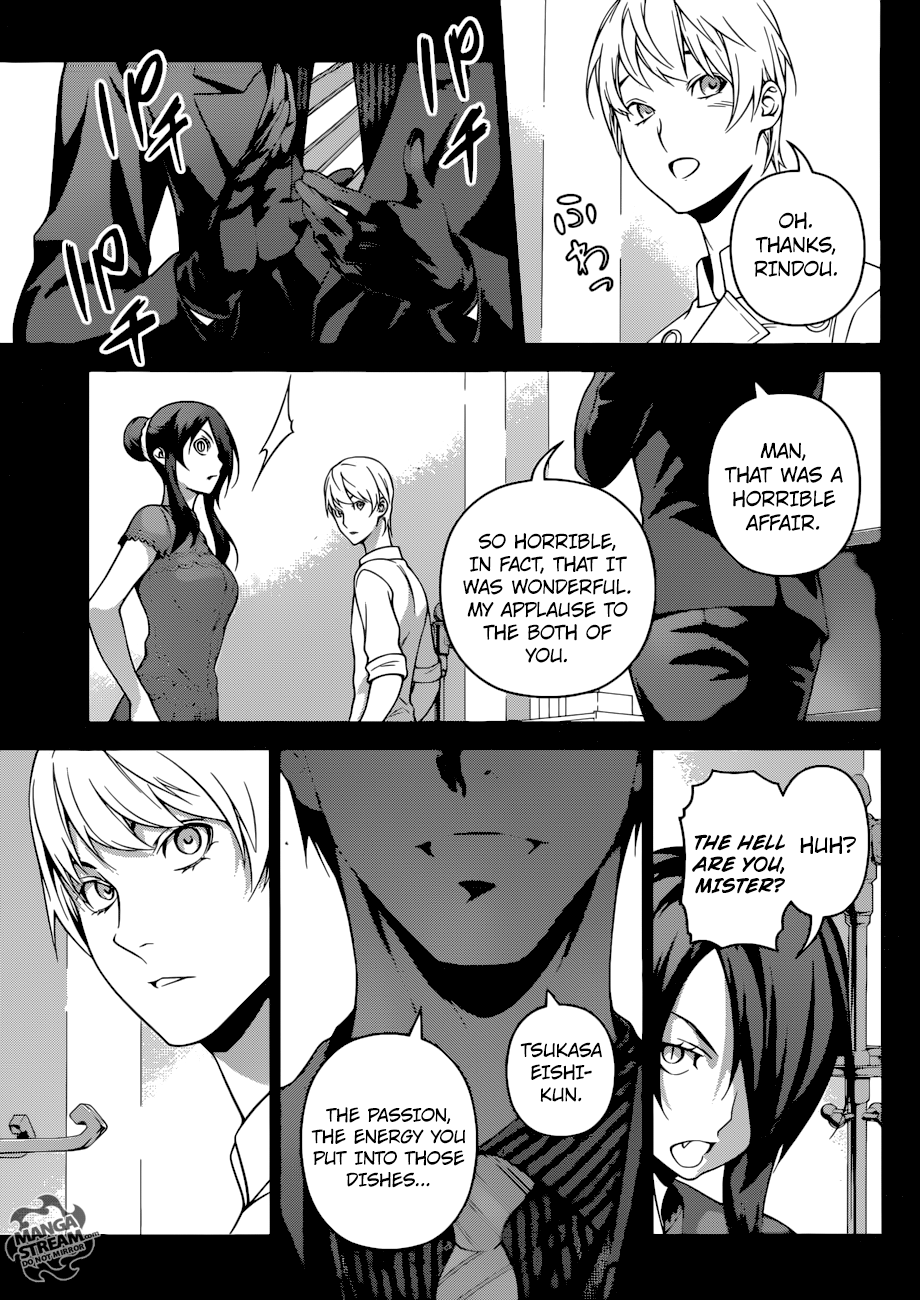 OH.
THANKS,
RINDOU.
ふわっ
パチ
パチ
パチ
MAN,
THAT WAS A
HORRIBLE
AFFAIR.
SO HORRIBLE,
IN FACT, THAT IT
WAS WONDERFUL.
MY APPLAUSE TO
THE BOTH OF
YOU.
HUH?
THE HELL
ARE YOU,
MISTER?
TSUKASA
EISHI-
KUN.
THE PASSION,
THE ENERGY YOU
PUT INTO THOSE
DISHES...
MANGA
STREAM.com
DO NOT MIRROR